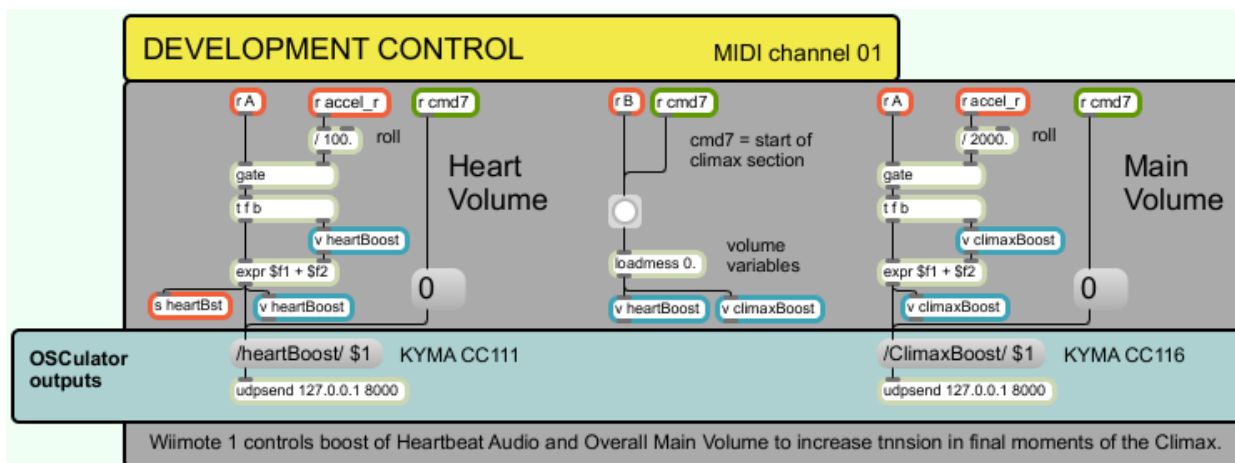 DEVELOPMENT CONTROL
MIDI channel 01
r A
r accel_r
r cmd7
/ 100.
roll
gate
t f b
Heart
Volume
v heartBoost
expr $f1 + $f2
0
s heartBst
v heartBoost
r B
r cmd7
cmd7 = start of
climax section
loadmess 0.
volume
variables
v heartBoost
v climaxBoost
r A
r accel_r
r cmd7
/ 2000.
roll
gate
t f b
Main
Volume
v climaxBoost
expr $f1 + $f2
0
v climaxBoost
OSCulator
outputs
/heartBoost/ $1
KYMA CC111
udpsend 127.0.0.1 8000
/ClimaxBoost/ $1
KYMA CC116
udpsend 127.0.0.1 8000
Wiimote 1 controls boost of Heartbeat Audio and Overall Main Volume to increase tnnsion in final moments of the Climax.